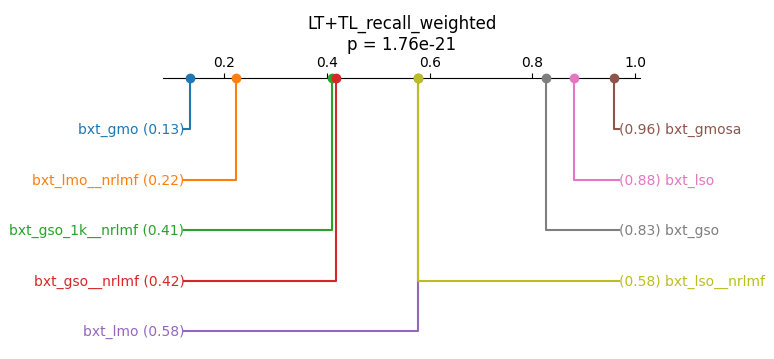 LT+TL_recall_weighted
p = 1.76e-21
0.2 0.4 0.6 0.8 1.0
bxt_gmo (0.13) (0.96) bxt_gmosa
bxt_lmo__nrlmf (0.22) (0.88) bxt_lso
bxt_gso_1k__nrlmf (0.41) (0.83) bxt_gso
bxt_gso__nrlmf (0.42) (0.58) bxt_lso__nrlmf
bxt_lmo (0.58)